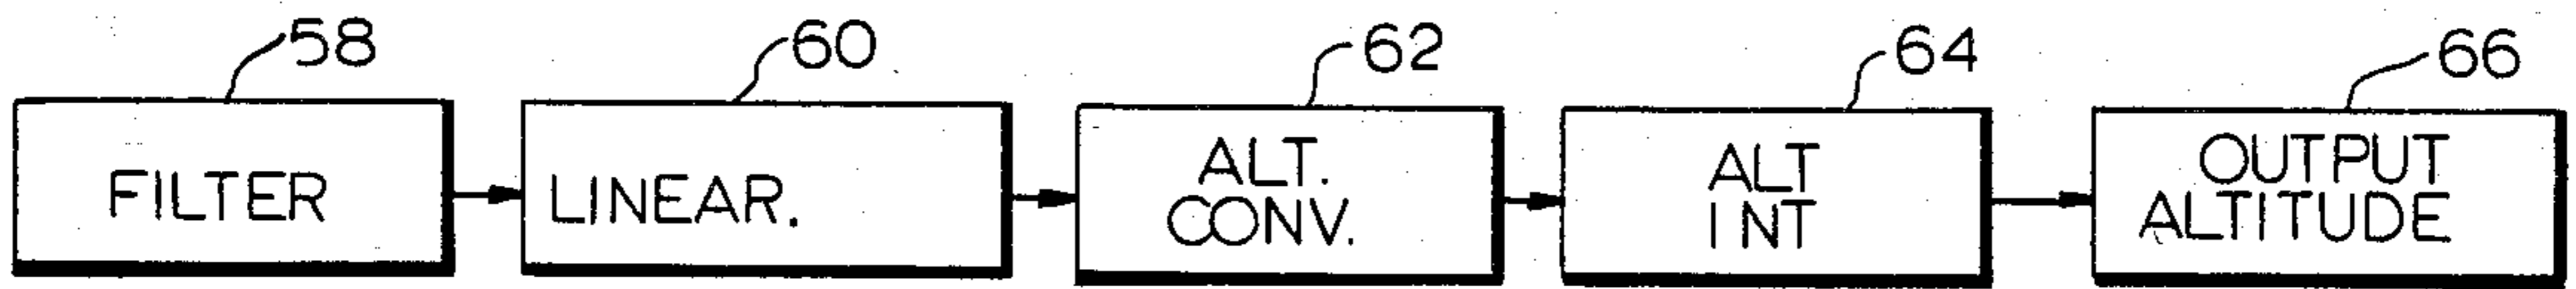 58
60
62
64
66
FILTER
LINEAR.
ALT.
CONV.
ALT
INT
OUTPUT
ALTITUDE